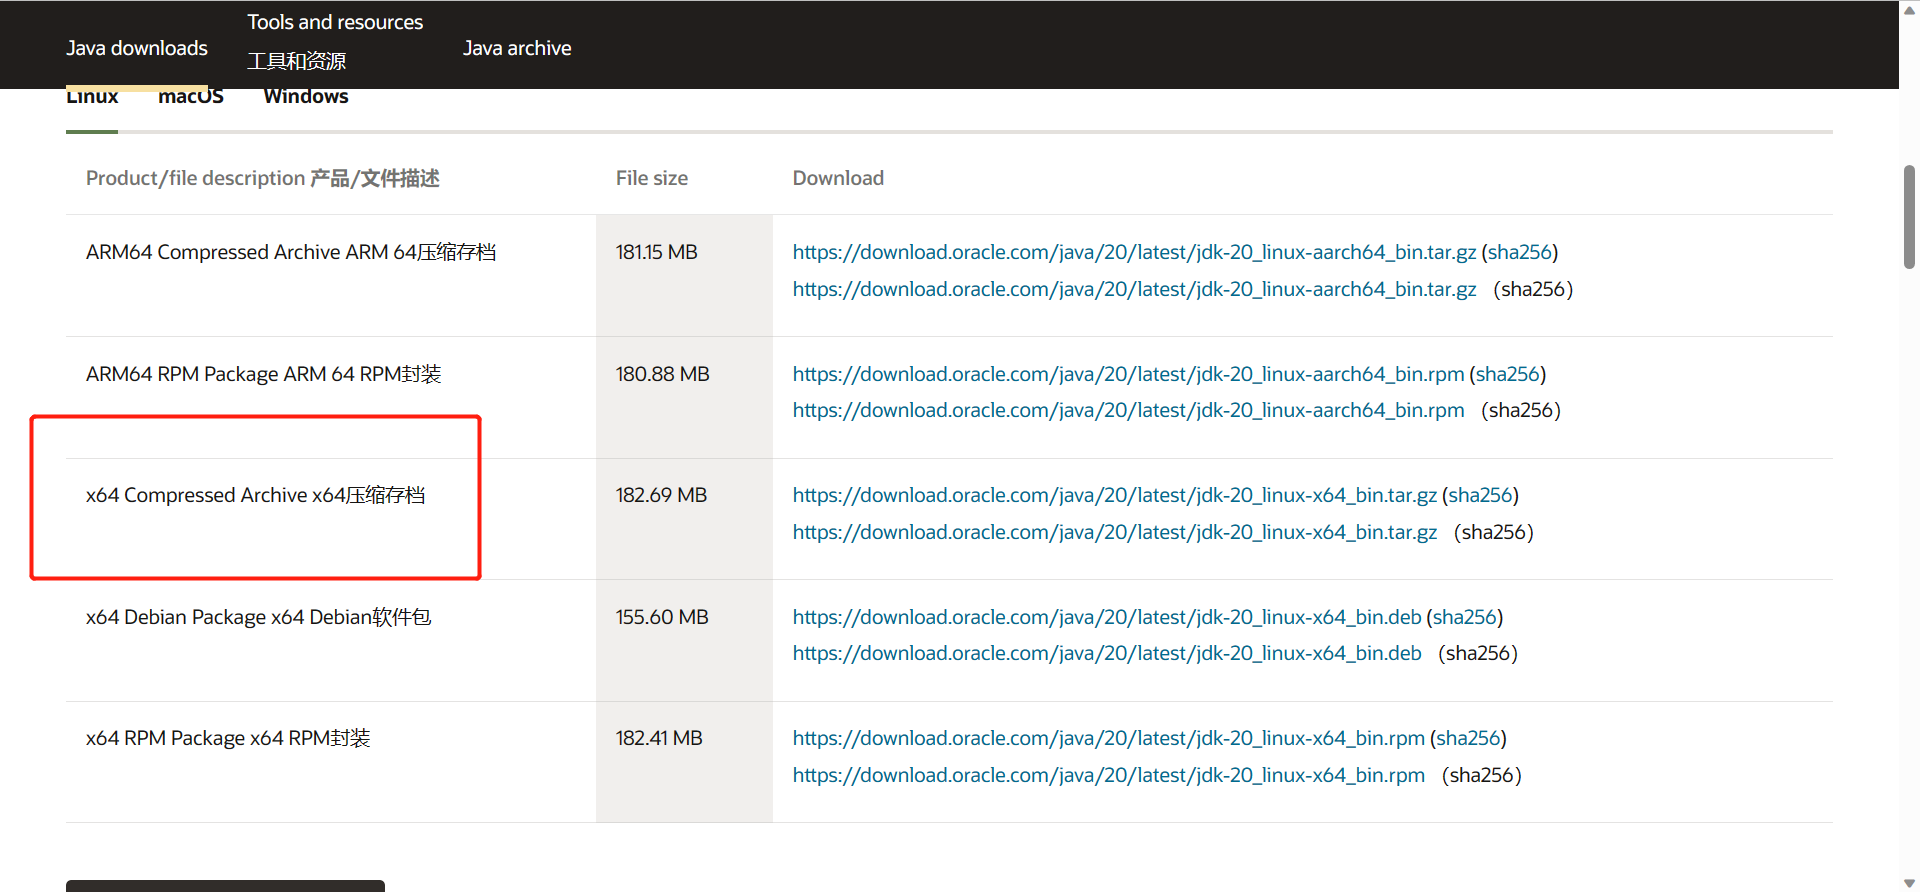 Java downloads
Tools and resources
工具和资源
Java archive
Linux macOS Windows
Product/file description 产品/文件描述 File size Download
ARM64 Compressed Archive ARM 64压缩存档 181.15 MB https://download.oracle.com/java/20/latest/jdk-20_linux-aarch64_bin.tar.gz (sha256)
https://download.oracle.com/java/20/latest/jdk-20_linux-aarch64_bin.tar.gz （sha256）
ARM64 RPM Package ARM 64 RPM封装 180.88 MB https://download.oracle.com/java/20/latest/jdk-20_linux-aarch64_bin.rpm (sha256)
https://download.oracle.com/java/20/latest/jdk-20_linux-aarch64_bin.rpm （sha256）
x64 Compressed Archive x64压缩存档 182.69 MB https://download.oracle.com/java/20/latest/jdk-20_linux-x64_bin.tar.gz (sha256)
https://download.oracle.com/java/20/latest/jdk-20_linux-x64_bin.tar.gz （sha256）
x64 Debian Package x64 Debian软件包 155.60 MB https://download.oracle.com/java/20/latest/jdk-20_linux-x64_bin.deb (sha256)
https://download.oracle.com/java/20/latest/jdk-20_linux-x64_bin.deb （sha256）
x64 RPM Package x64 RPM封装 182.41 MB https://download.oracle.com/java/20/latest/jdk-20_linux-x64_bin.rpm (sha256)
https://download.oracle.com/java/20/latest/jdk-20_linux-x64_bin.rpm （sha256）